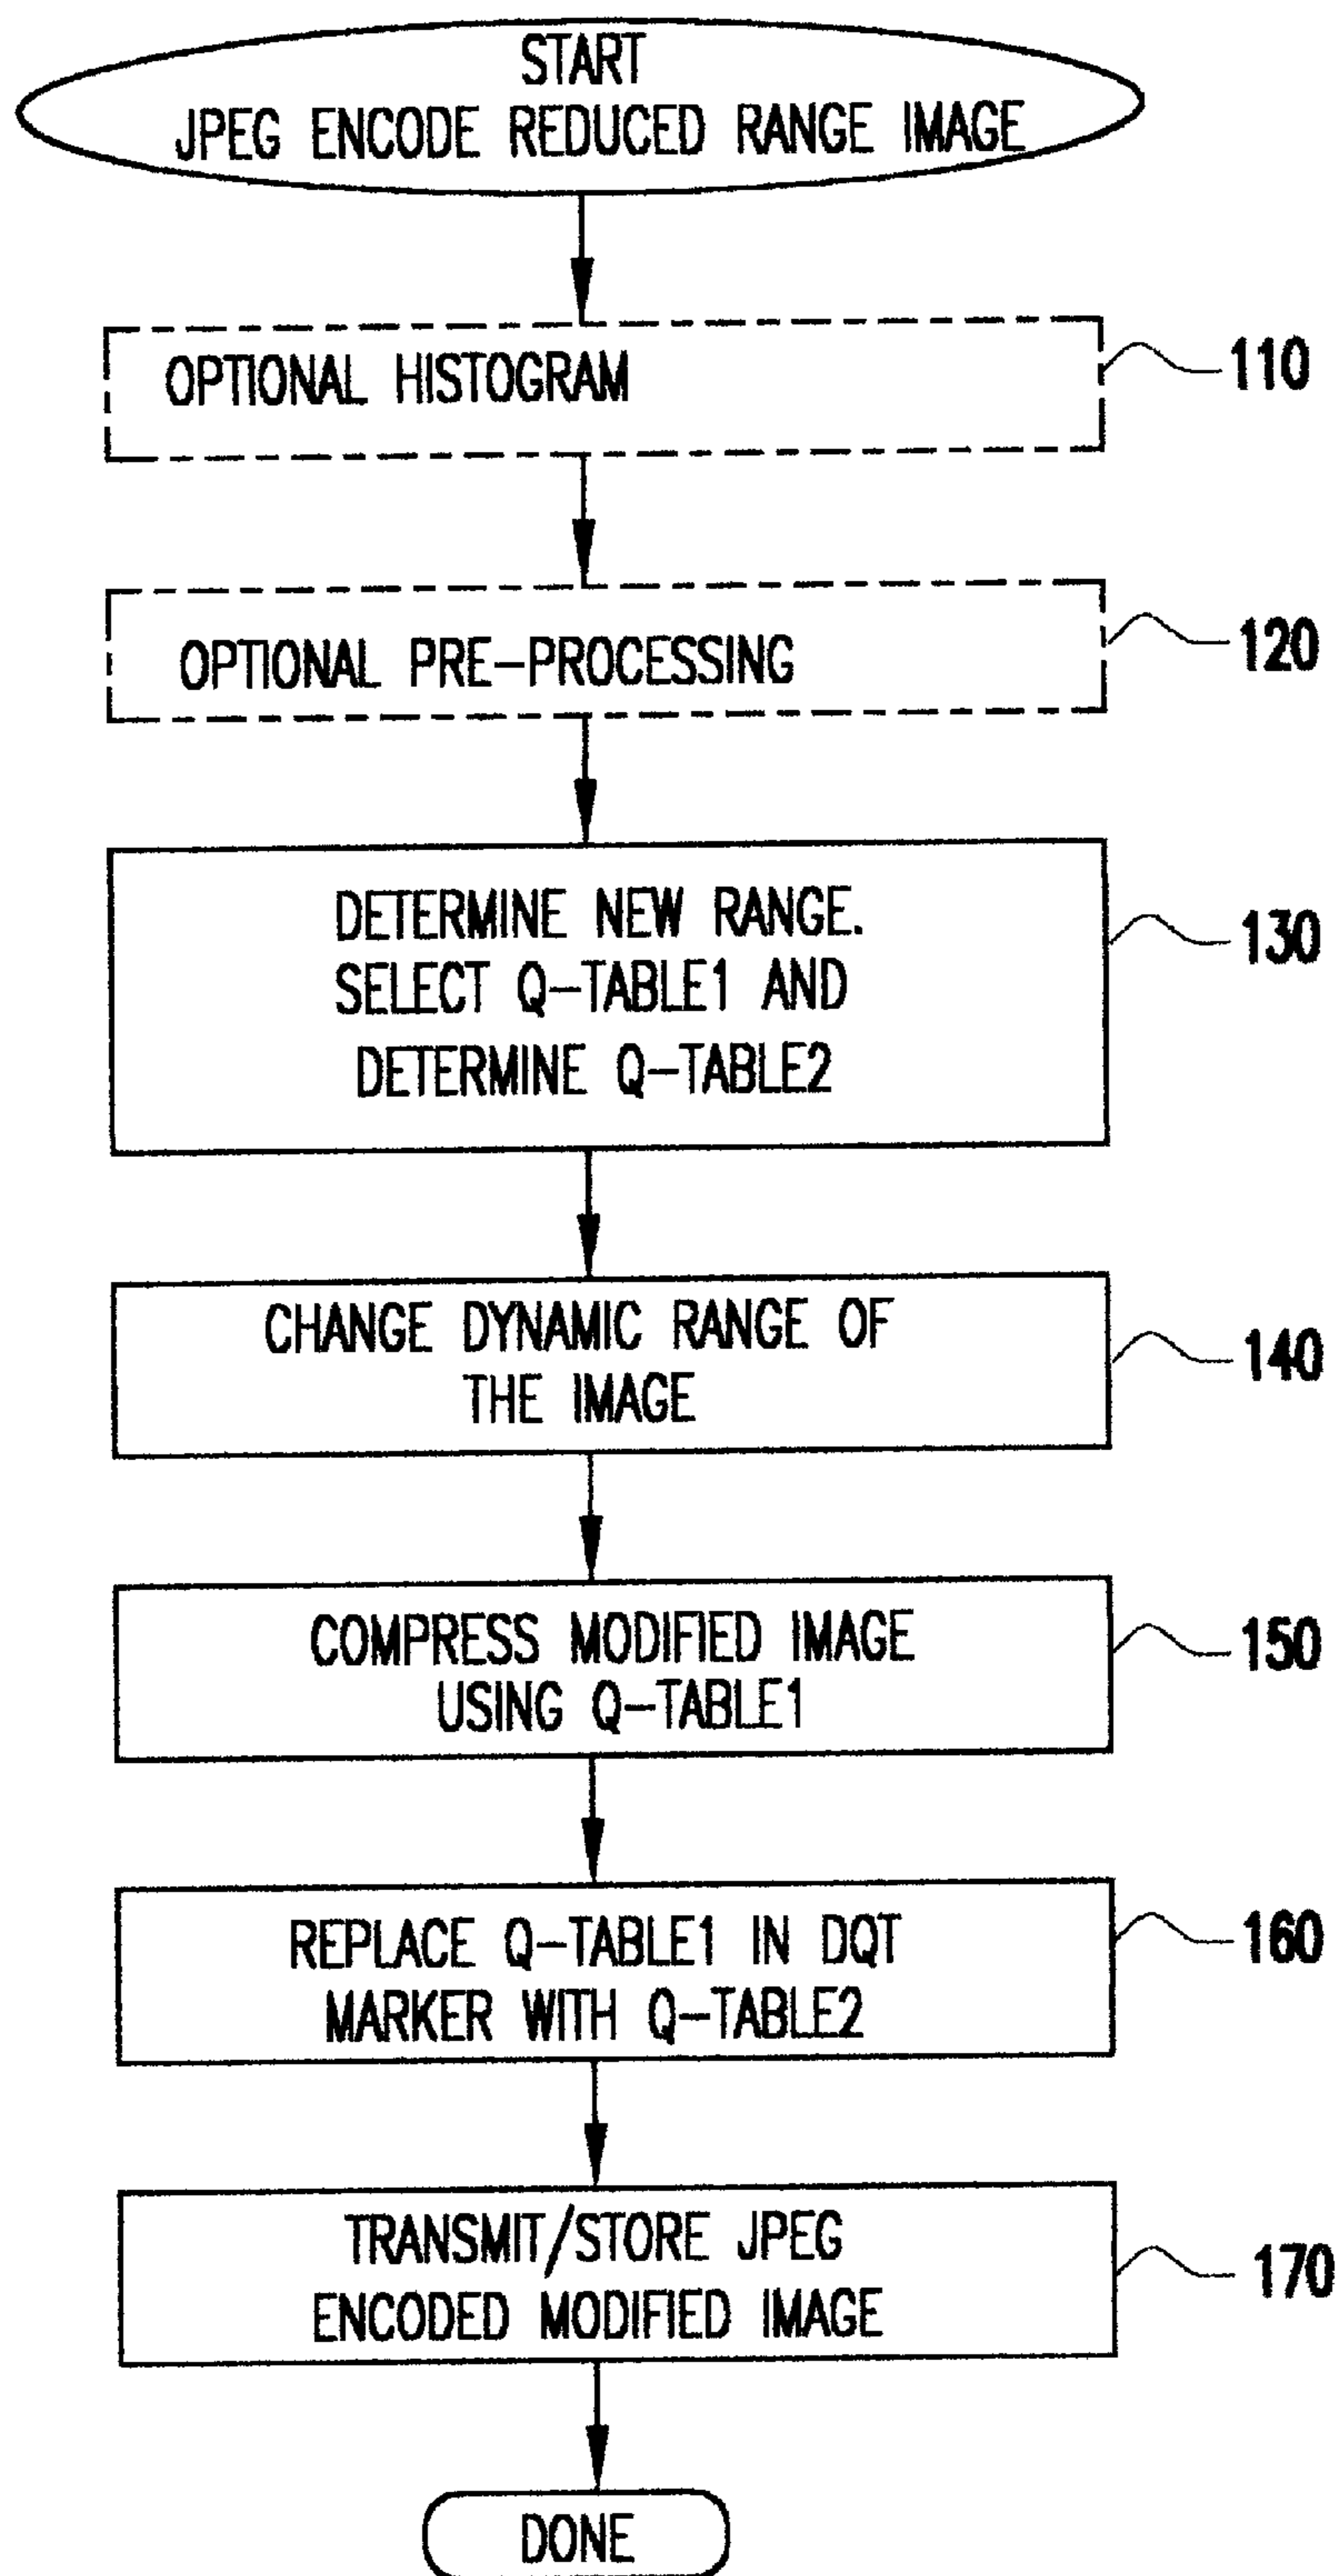 START
JPEG ENCODE REDUCED RANGE IMAGE
OPTIONAL HISTOGRAM
110
OPTIONAL PRE-PROCESSING
120
DETERMINE NEW RANGE.
SELECT Q-TABLE1 AND
DETERMINE Q-TABLE2
130
CHANGE DYNAMIC RANGE OF
THE IMAGE
140
COMPRESS MODIFIED IMAGE
USING Q-TABLE1
150
REPLACE Q-TABLE1 IN DQT
MARKER WITH Q-TABLE2
160
TRANSMIT/STORE JPEG
ENCODED MODIFIED IMAGE
170
DONE